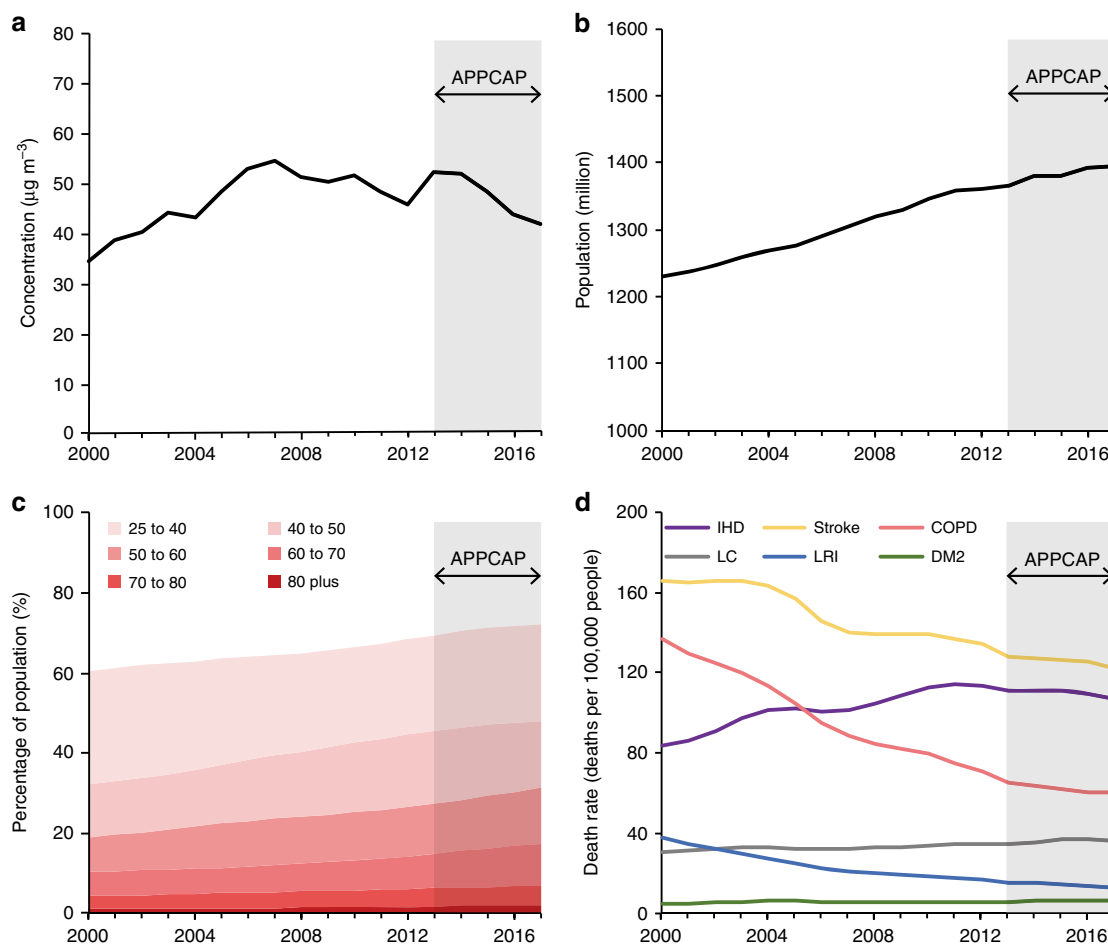 a
Concentration (μg m⁻³)
80
70
60
50
40
30
20
10
0
2000 2004 2008 2012 2016
APPCAP
b
Population (million)
1600
1500
1400
1300
1200
1100
1000
2000 2004 2008 2012 2016
APPCAP
c
Percentage of population (%)
100
80
60
40
20
0
2000 2004 2008 2012 2016
25 to 40 40 to 50
50 to 60 60 to 70
70 to 80 80 plus
APPCAP
d
Death rate (deaths per 100,000 people)
200
160
120
80
40
0
2000 2004 2008 2012 2016
IHD Stroke COPD
LC LRI DM2
APPCAP